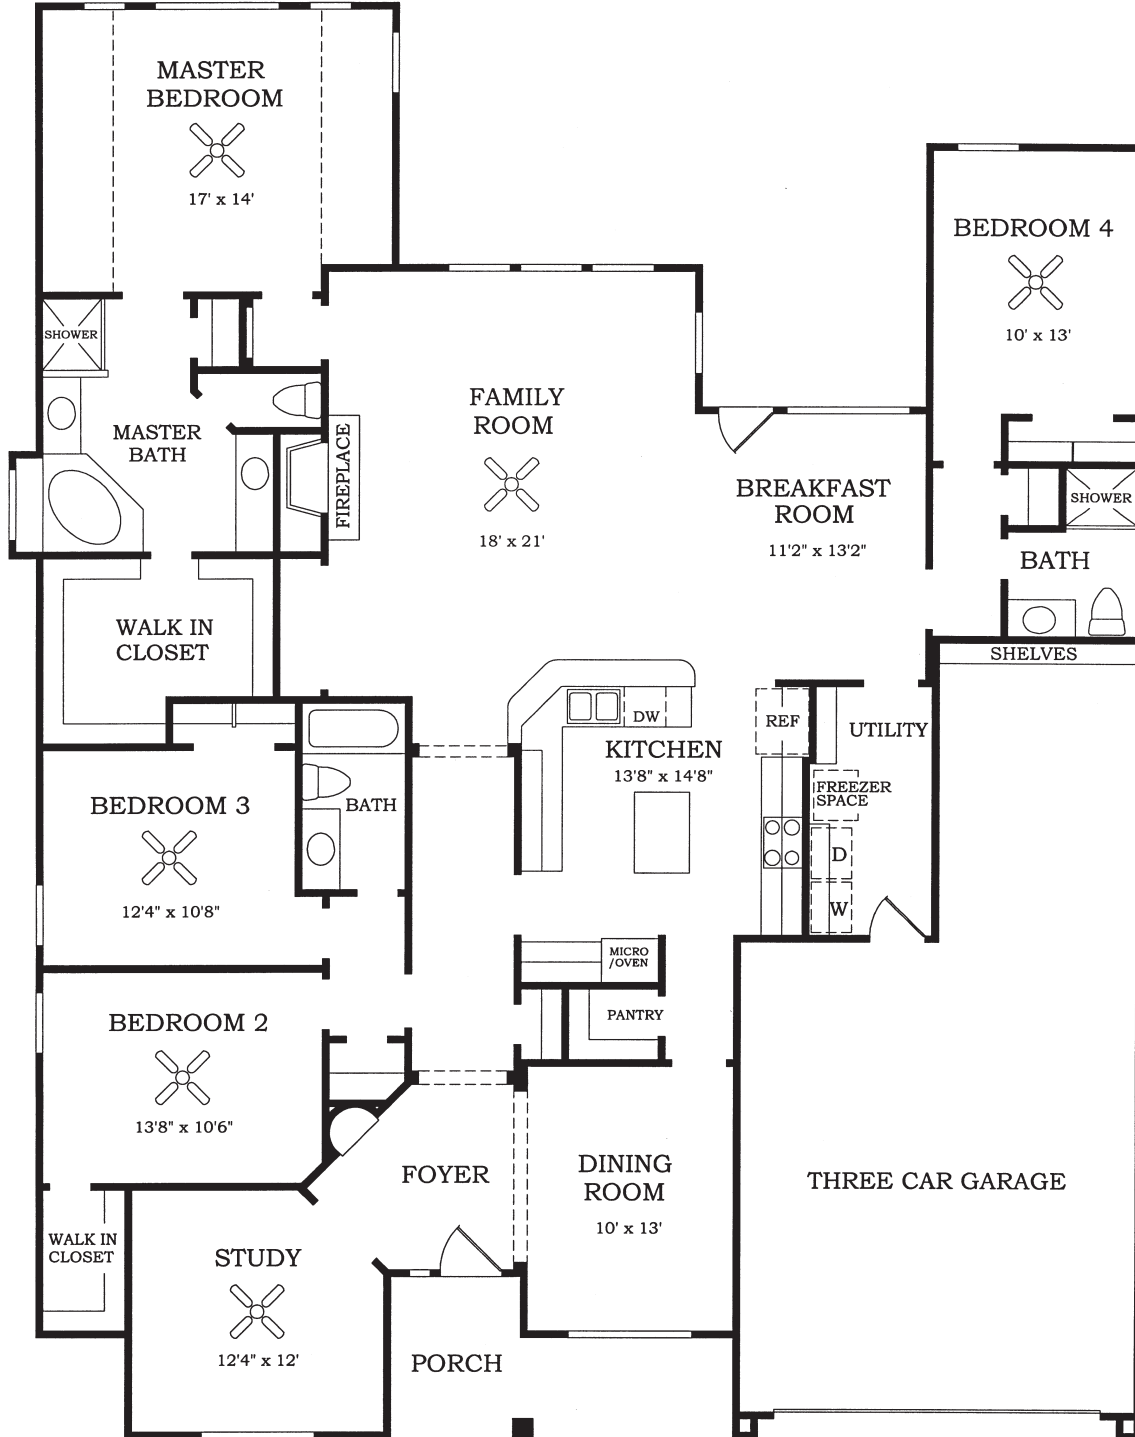 MASTER
BEDROOM
17' x 14'
BEDROOM 4
10' x 13'
SHOWER
MASTER
BATH
FIREPLACE
FAMILY
ROOM
18' x 21'
BREAKFAST
ROOM
11'2" x 13'2"
SHOWER
BATH
SHELVES
WALK IN
CLOSET
DW
REF
UTILITY
KITCHEN
13'8" x 14'8"
FREEZER
SPACE
D
W
BEDROOM 3
12'4" x 10'8"
BATH
MICRO
/OVEN
PANTRY
BEDROOM 2
13'8" x 10'6"
FOYER
DINING
ROOM
10' x 13'
THREE CAR GARAGE
WALK IN
CLOSET
STUDY
12'4" x 12'
PORCH